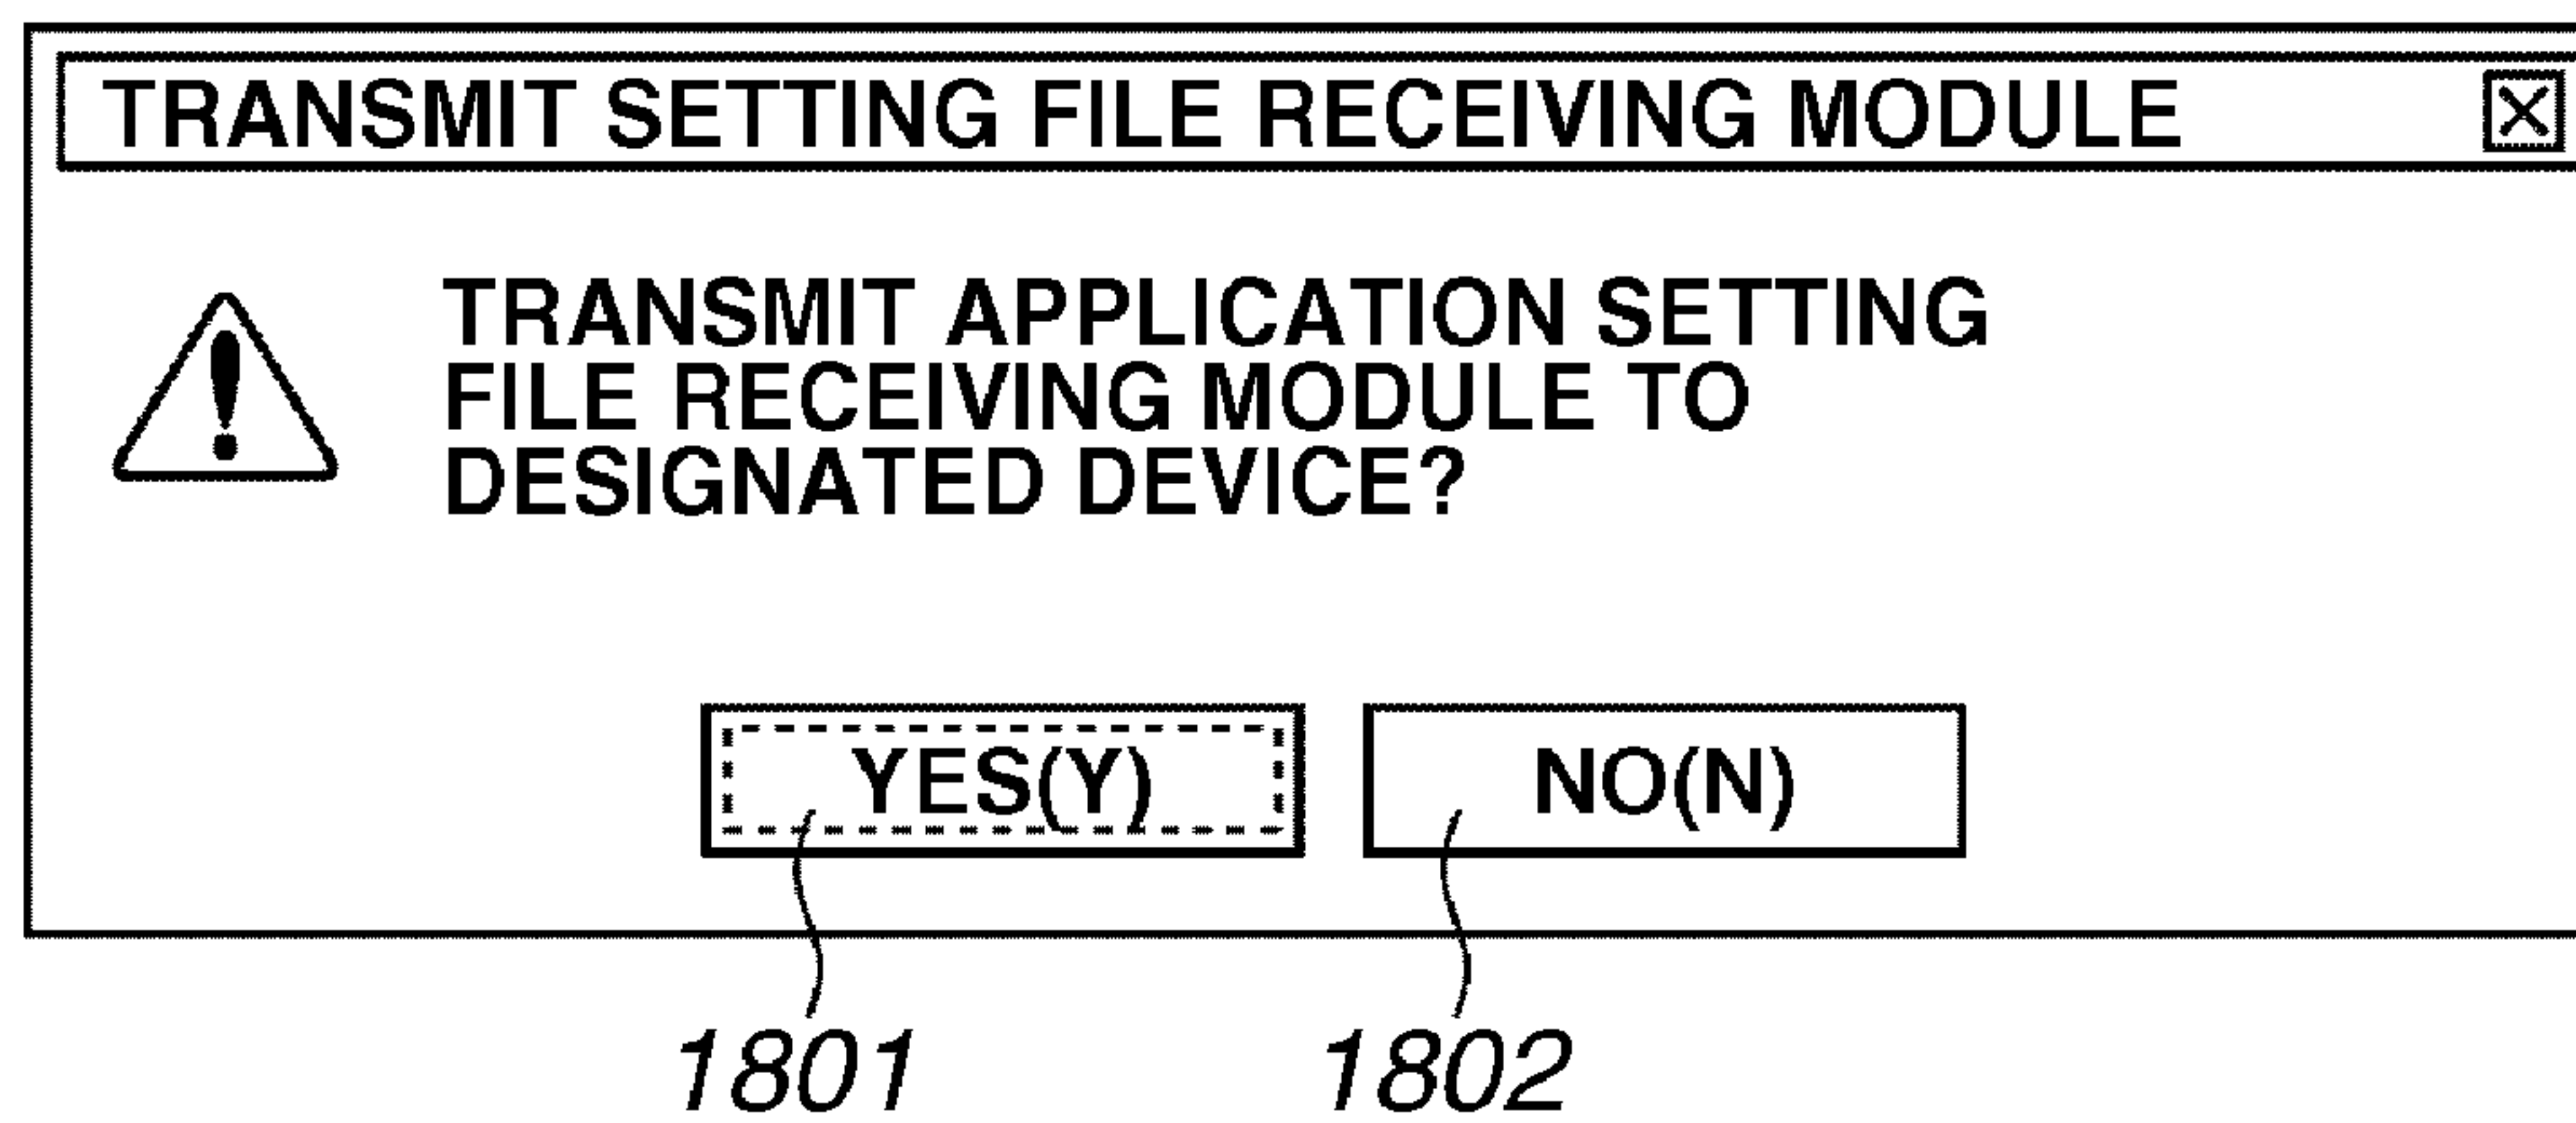 TRANSMIT SETTING FILE RECEIVING MODULE
TRANSMIT APPLICATION SETTING
FILE RECEIVING MODULE TO
DESIGNATED DEVICE?
YES(Y) NO(N)
1801 1802